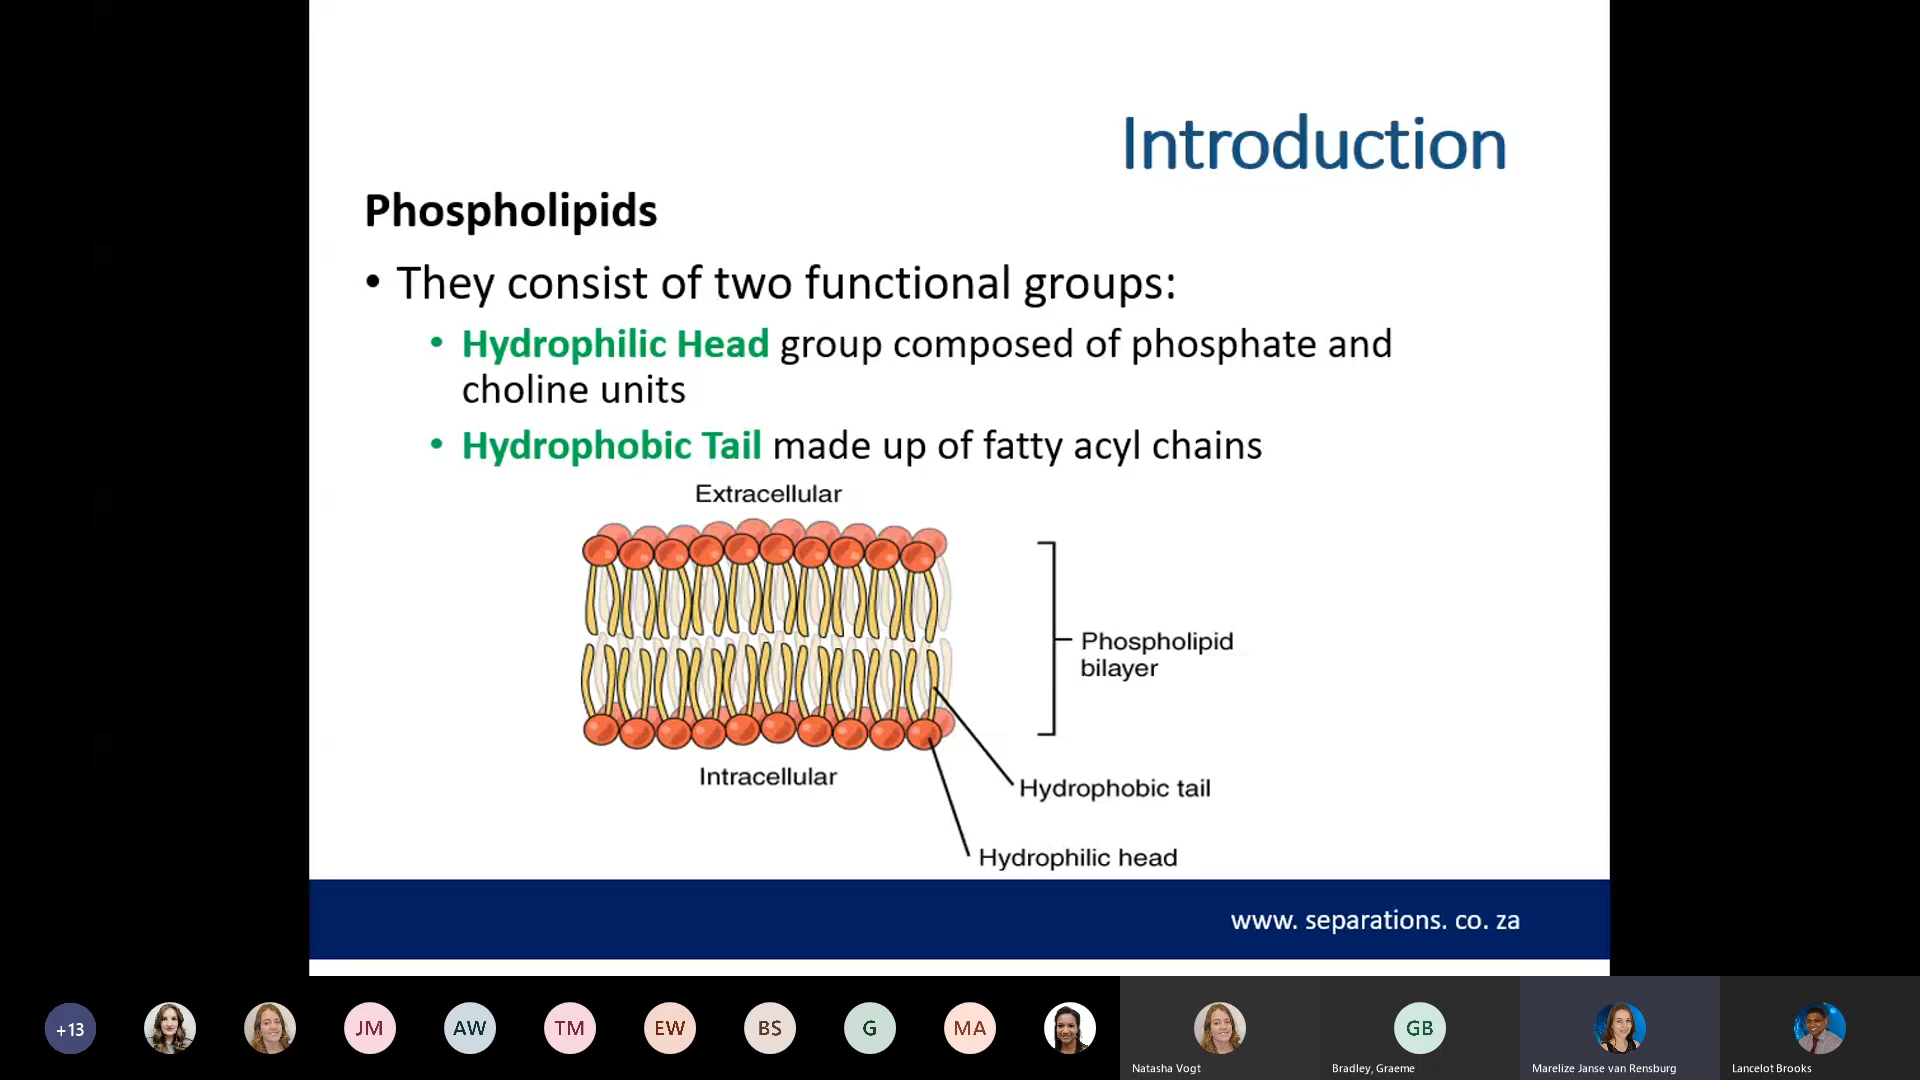 Introduction
Phospholipids
• They consist of two functional groups:
• Hydrophilic Head group composed of phosphate and
choline units
• Hydrophobic Tail made up of fatty acyl chains
Extracellular
Phospholipid
bilayer
Intracellular
Hydrophobic tail
Hydrophilic head
www. separations. co. za
+13
JM
AW
TM
EW
BS
G
MA
GB
Natasha Vogt
Bradley, Graeme
Marelize Janse van Rensburg
Lancelot Brooks